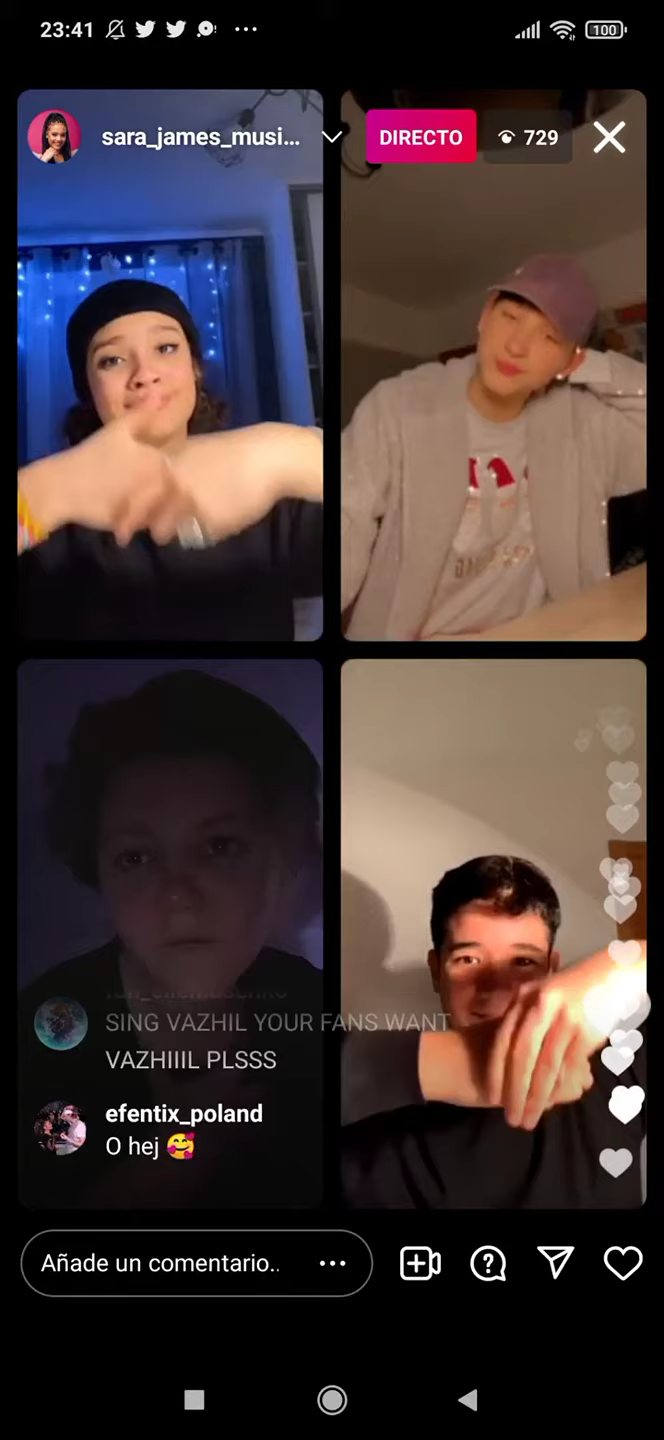 23:41
100
sara_james_musi...
DIRECTO
729
SING VAZHIL YOUR FANS WANT
VAZHIIIL PLSSS
efentix_poland
O hej 🥰
Añade un comentario..